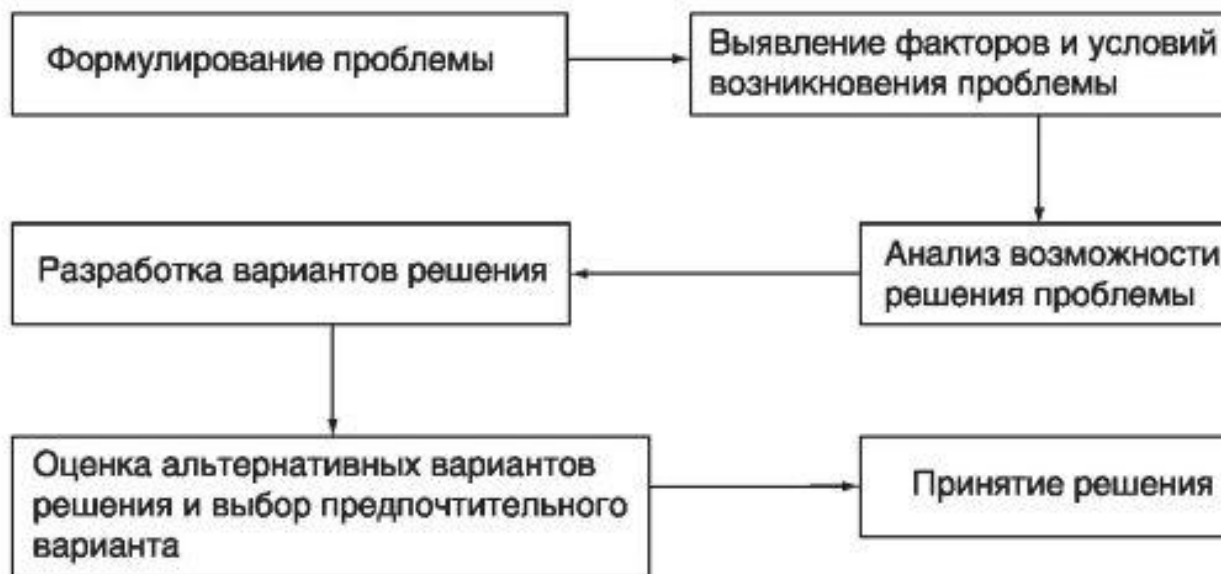 Формулирование проблемы
Выявление факторов и условий
возникновения проблемы
Анализ возможности
решения проблемы
Разработка вариантов решения
Оценка альтернативных вариантов
решения и выбор предпочтительного
варианта
Принятие решения